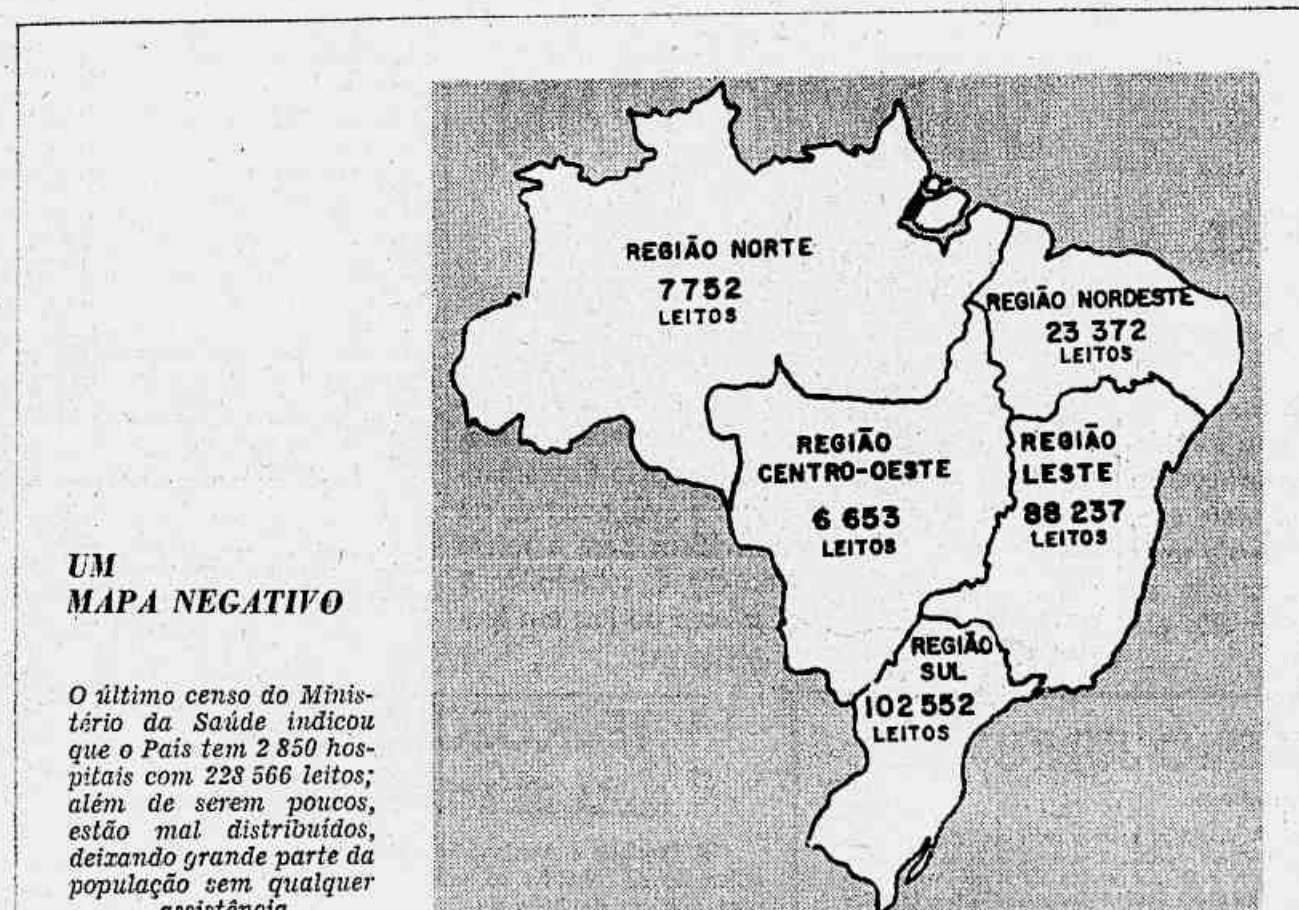 UM
MAPA NEGATIVO
O último censo do Minis-
tério da Saúde indicou
que o País tem 2 850 hos-
pitais com 228 566 leitos;
além de serem poucos,
estão mal distribuídos,
deixando grande parte da
população sem qualquer
assistência
REGIÃO NORTE
7752
LEITOS
REGIÃO NORDESTE
23 372
LEITOS
REGIÃO
CENTRO-OESTE
6 653
LEITOS
REGIÃO
LESTE
88 237
LEITOS
REGIÃO
SUL
102 552
LEITOS